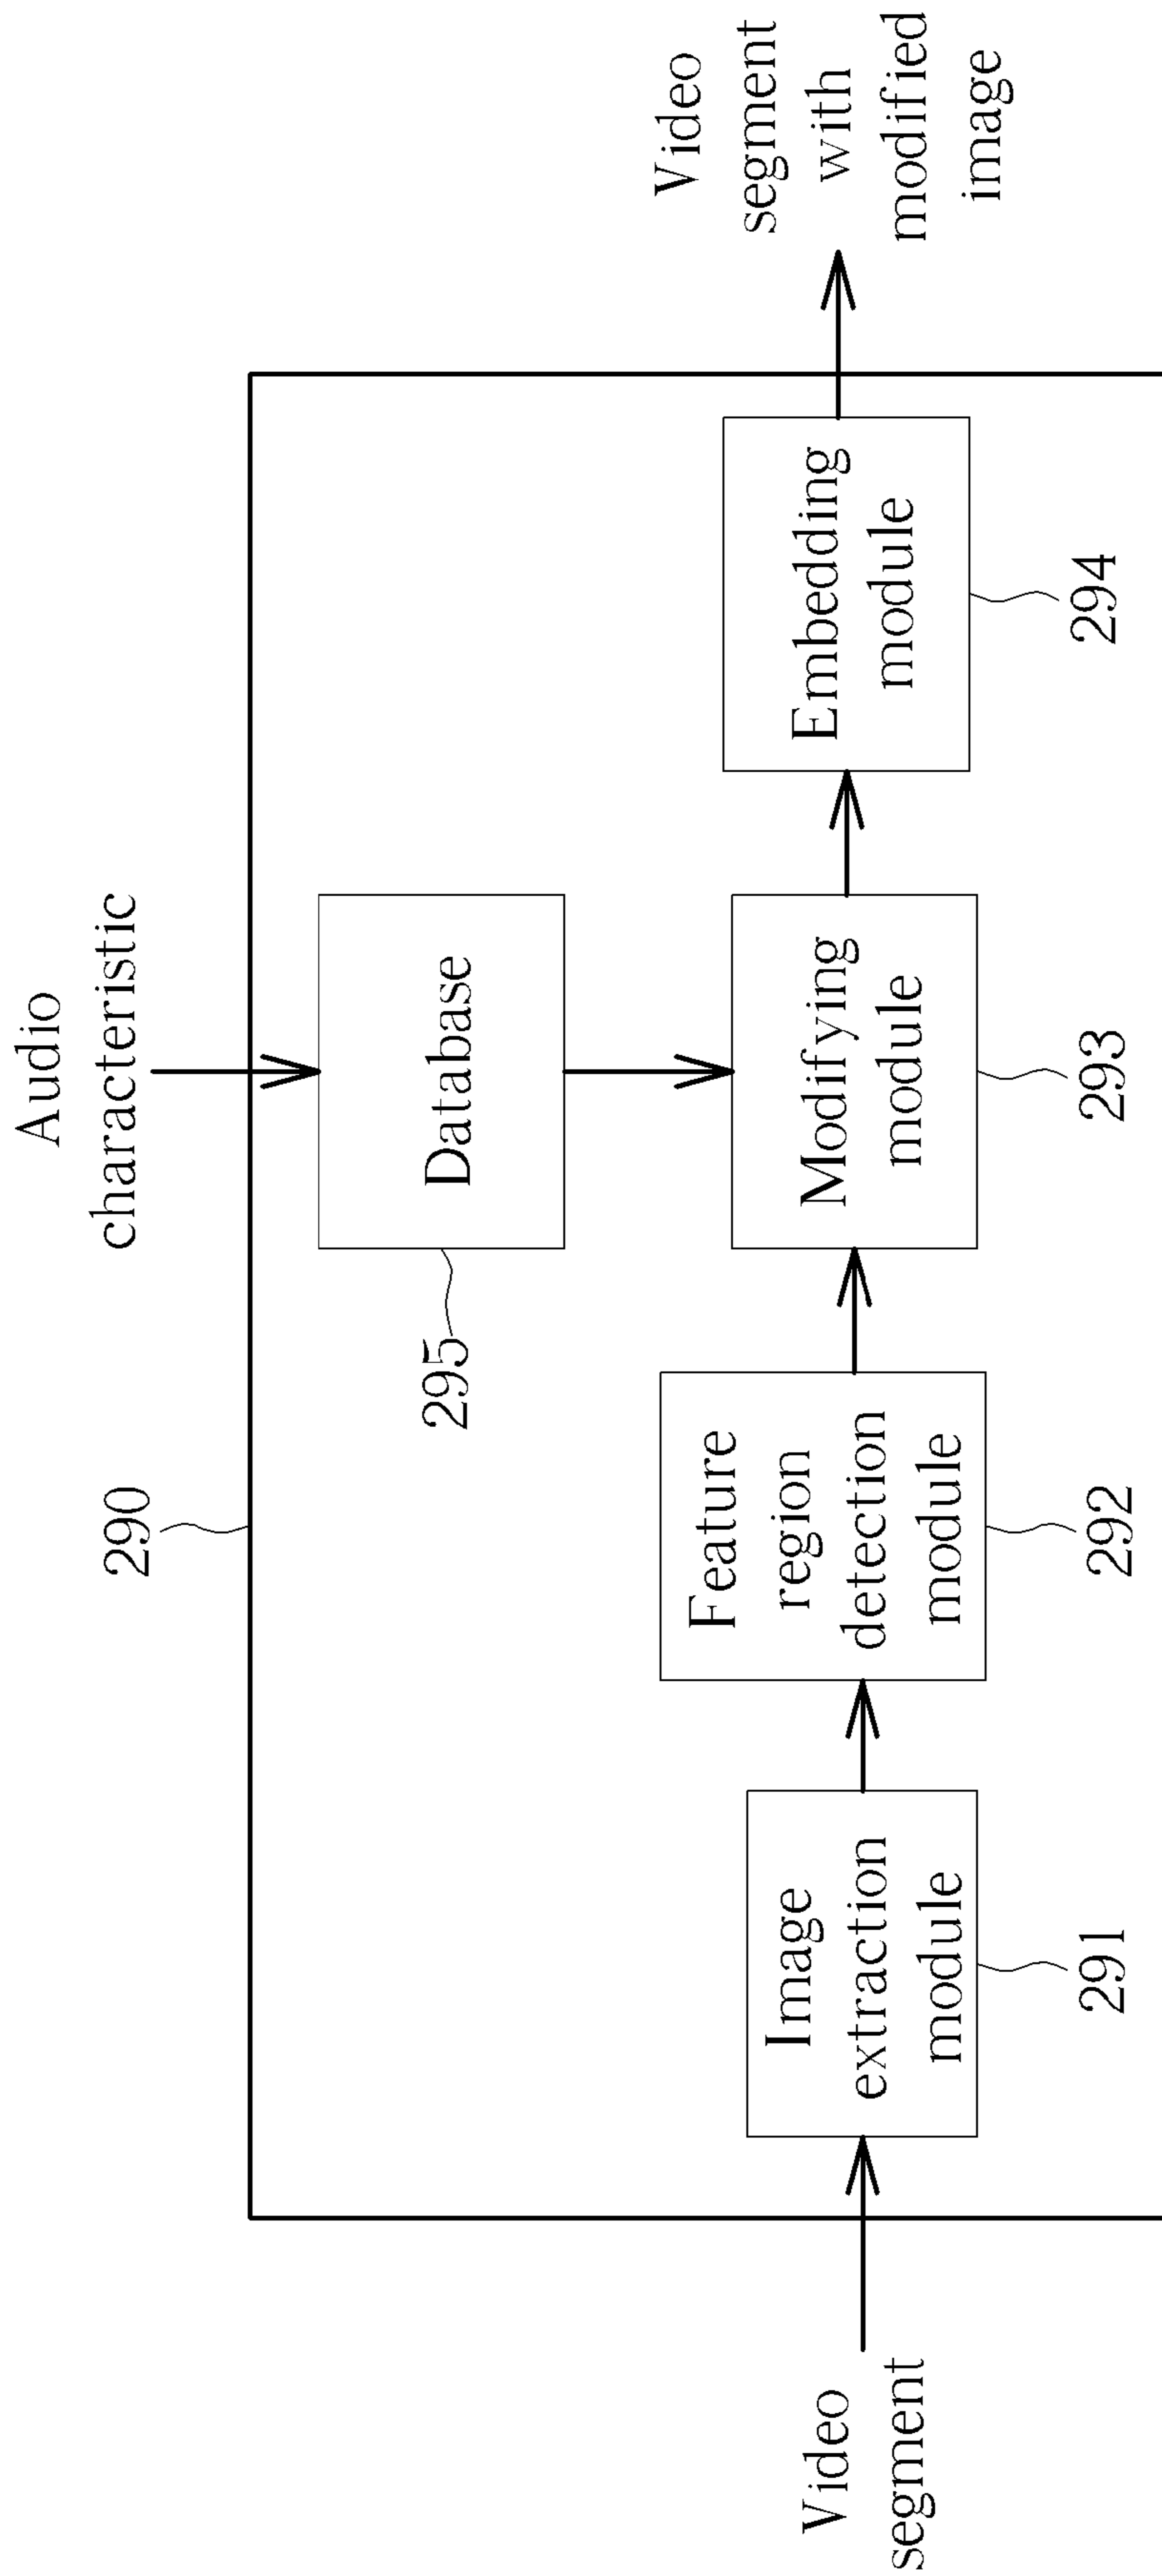 Audio
characteristic
290
295
Database
Video
segment
Image
extraction
module
291
Feature
region
detection
module
292
Modifying
module
293
Embedding
module
294
Video
segment
with
modified
image